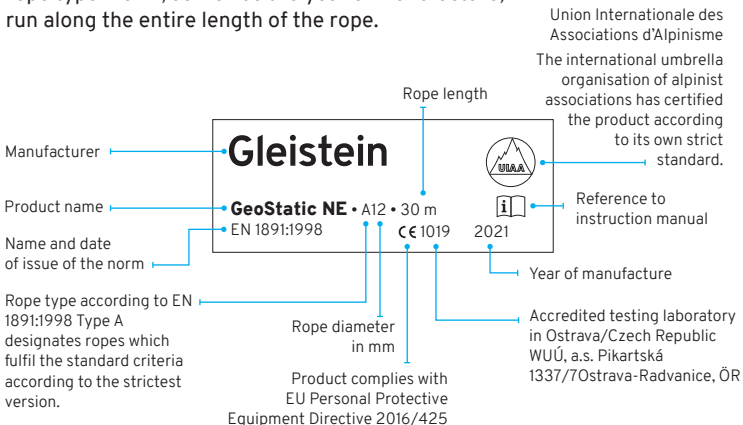 run along the entire length of the rope.
Union Internationale des
Associations d'Alpinisme
The international umbrella
organisation of alpinist
associations has certified
the product according
to its own strict
standard.
Rope length
Manufacturer
Gleistein
UIAA
Product name
GeoStatic NE • A12 • 30 m
i
Reference to
instruction manual
EN 1891:1998
CE 1019
2021
Name and date
of issue of the norm
Year of manufacture
Rope type according to EN
1891:1998 Type A
designates ropes which
fulfil the standard criteria
according to the strictest
version.
Rope diameter
in mm
Product complies with
EU Personal Protective
Equipment Directive 2016/425
Accredited testing laboratory
in Ostrava/Czech Republic
WUÚ, a.s. Pikartská
1337/7Ostrava-Radvanice, ÖR